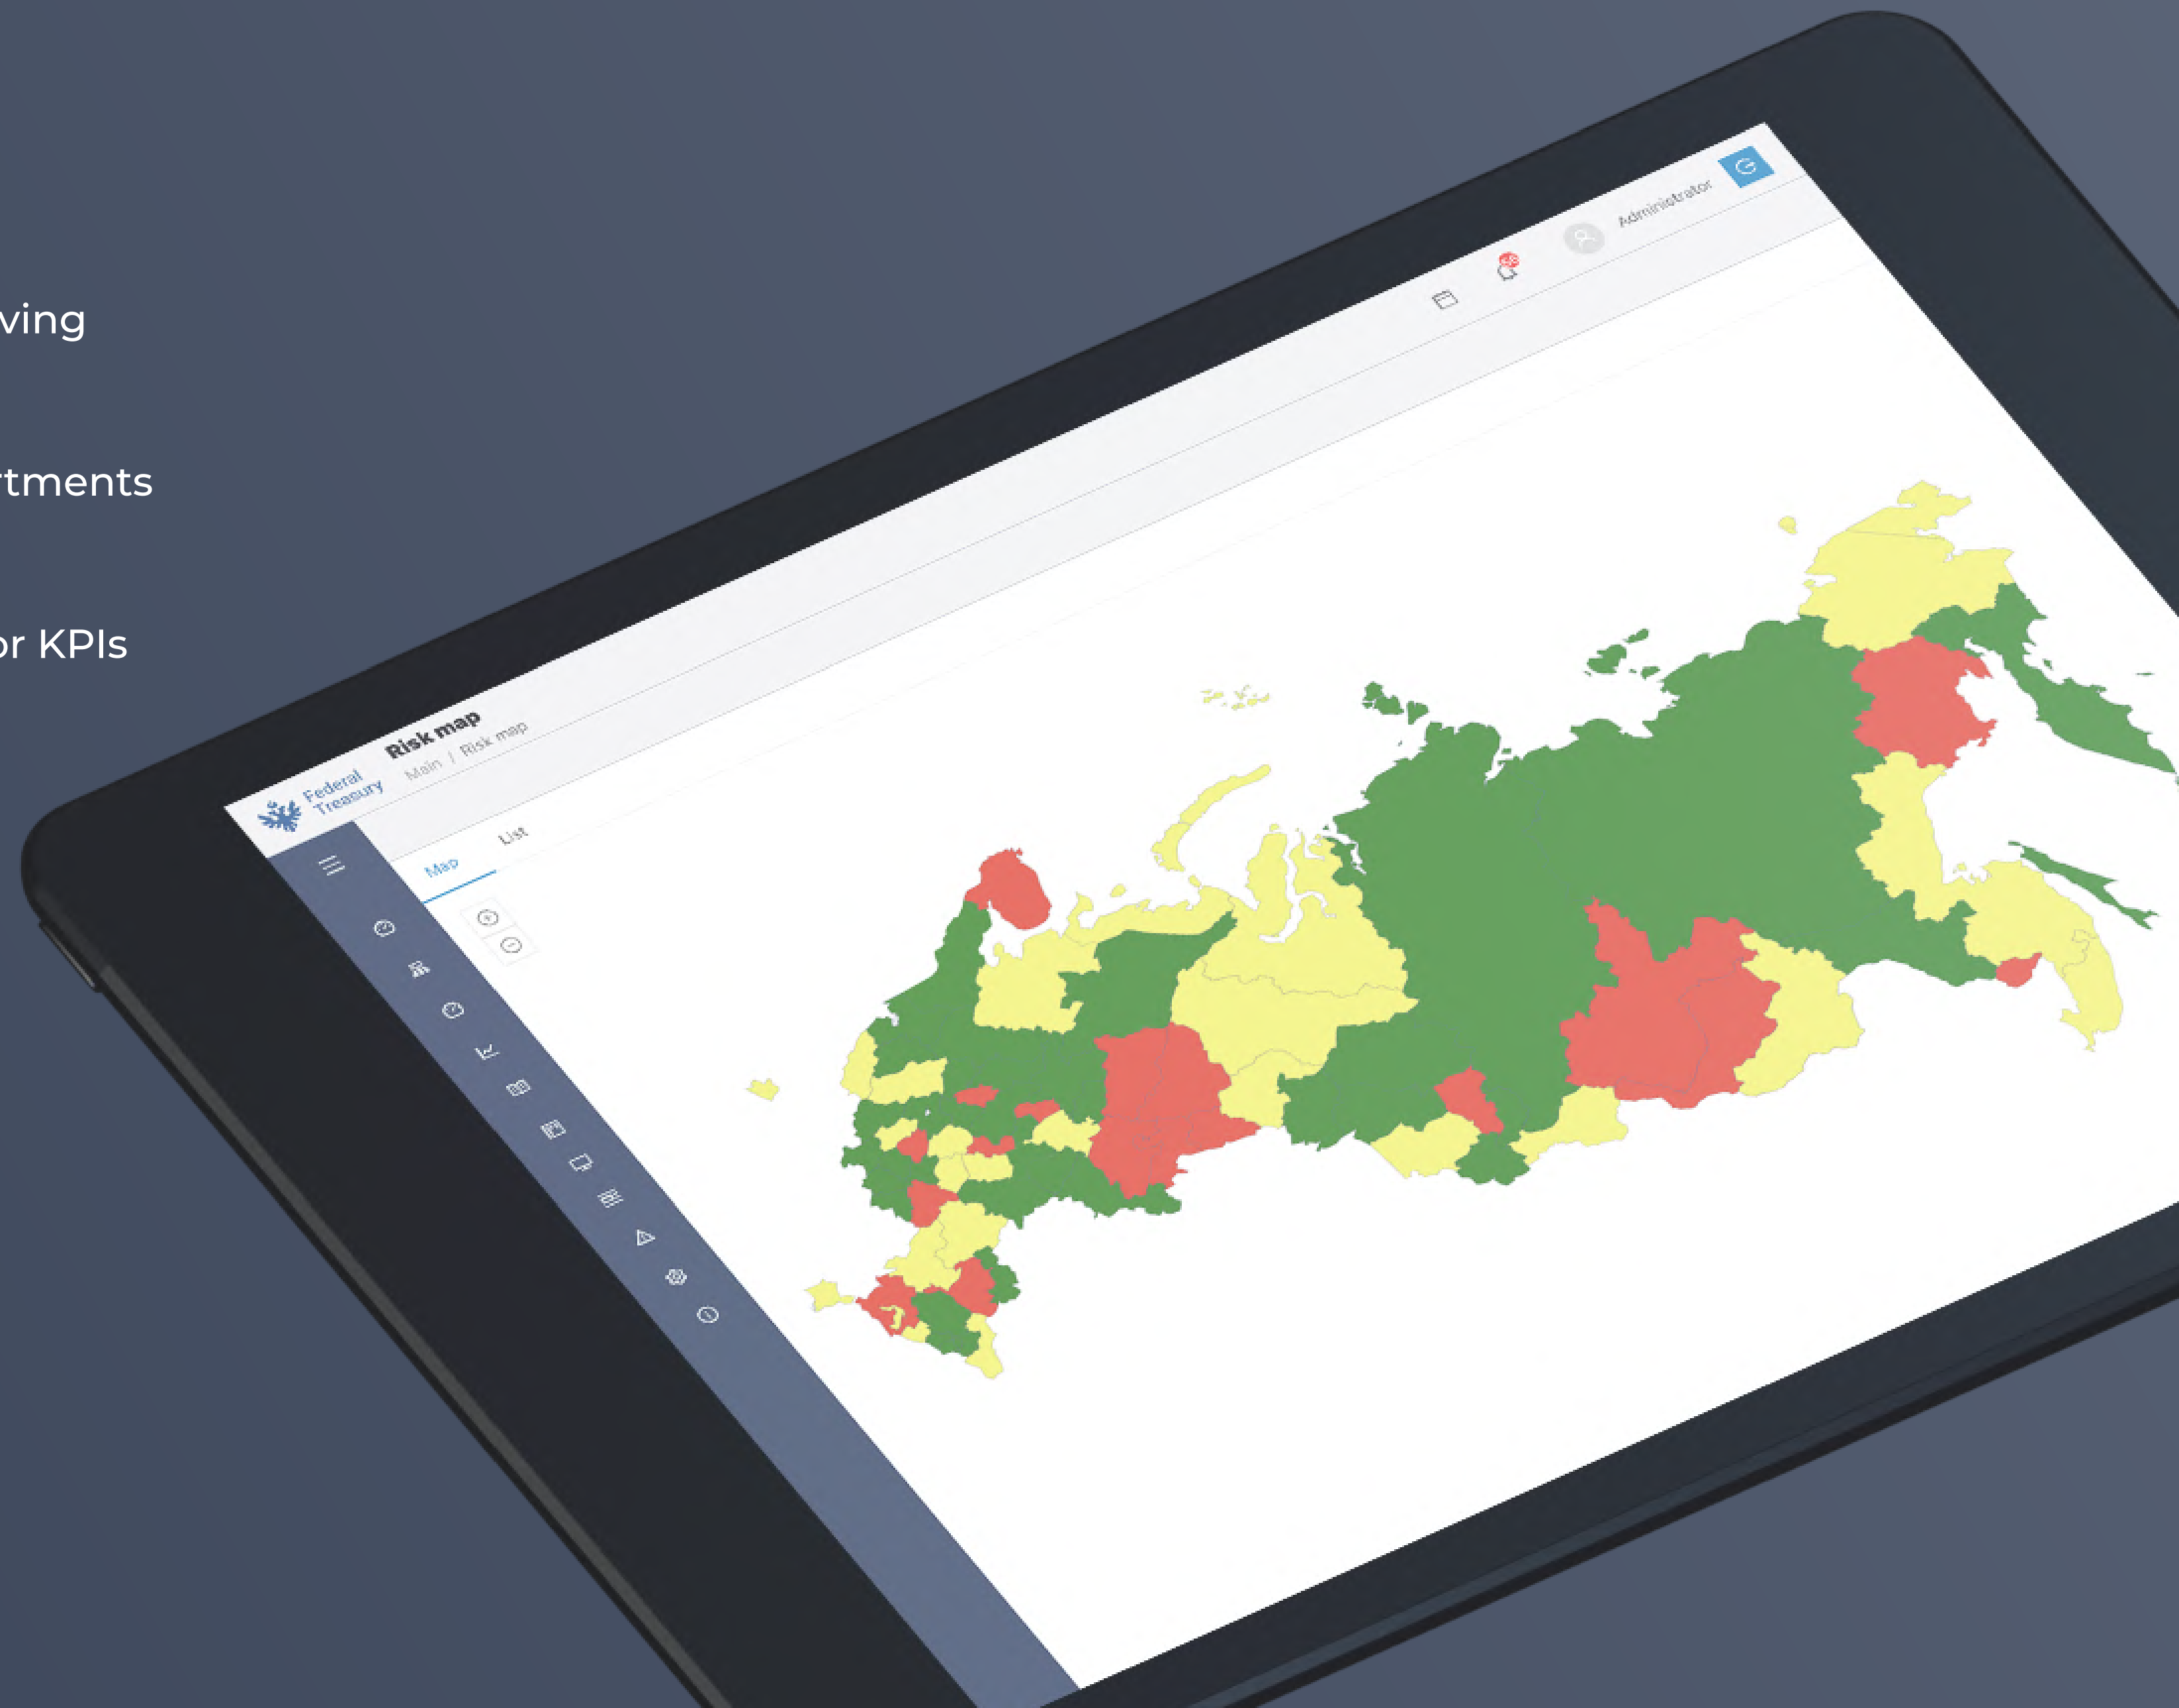 ving
rtments
or KPIs
Federal
Treasury
Risk map
Main / Risk map
Administrator
Map
List